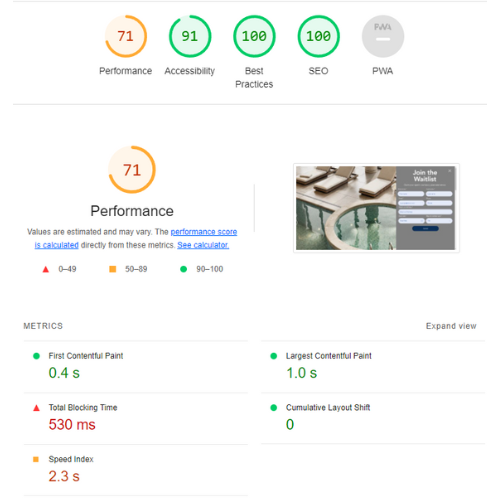 71
91
100
100
PWA
Performance
Accessibility
Best
Practices
SEO
PWA
71
Performance
Values are estimated and may vary. The performance score
is calculated directly from these metrics. See calculator.
0–49
50–89
90–100
Join the
Waitlist
METRICS
Expand view
First Contentful Paint
0.4 s
Largest Contentful Paint
1.0 s
Total Blocking Time
530 ms
Cumulative Layout Shift
0
Speed Index
2.3 s